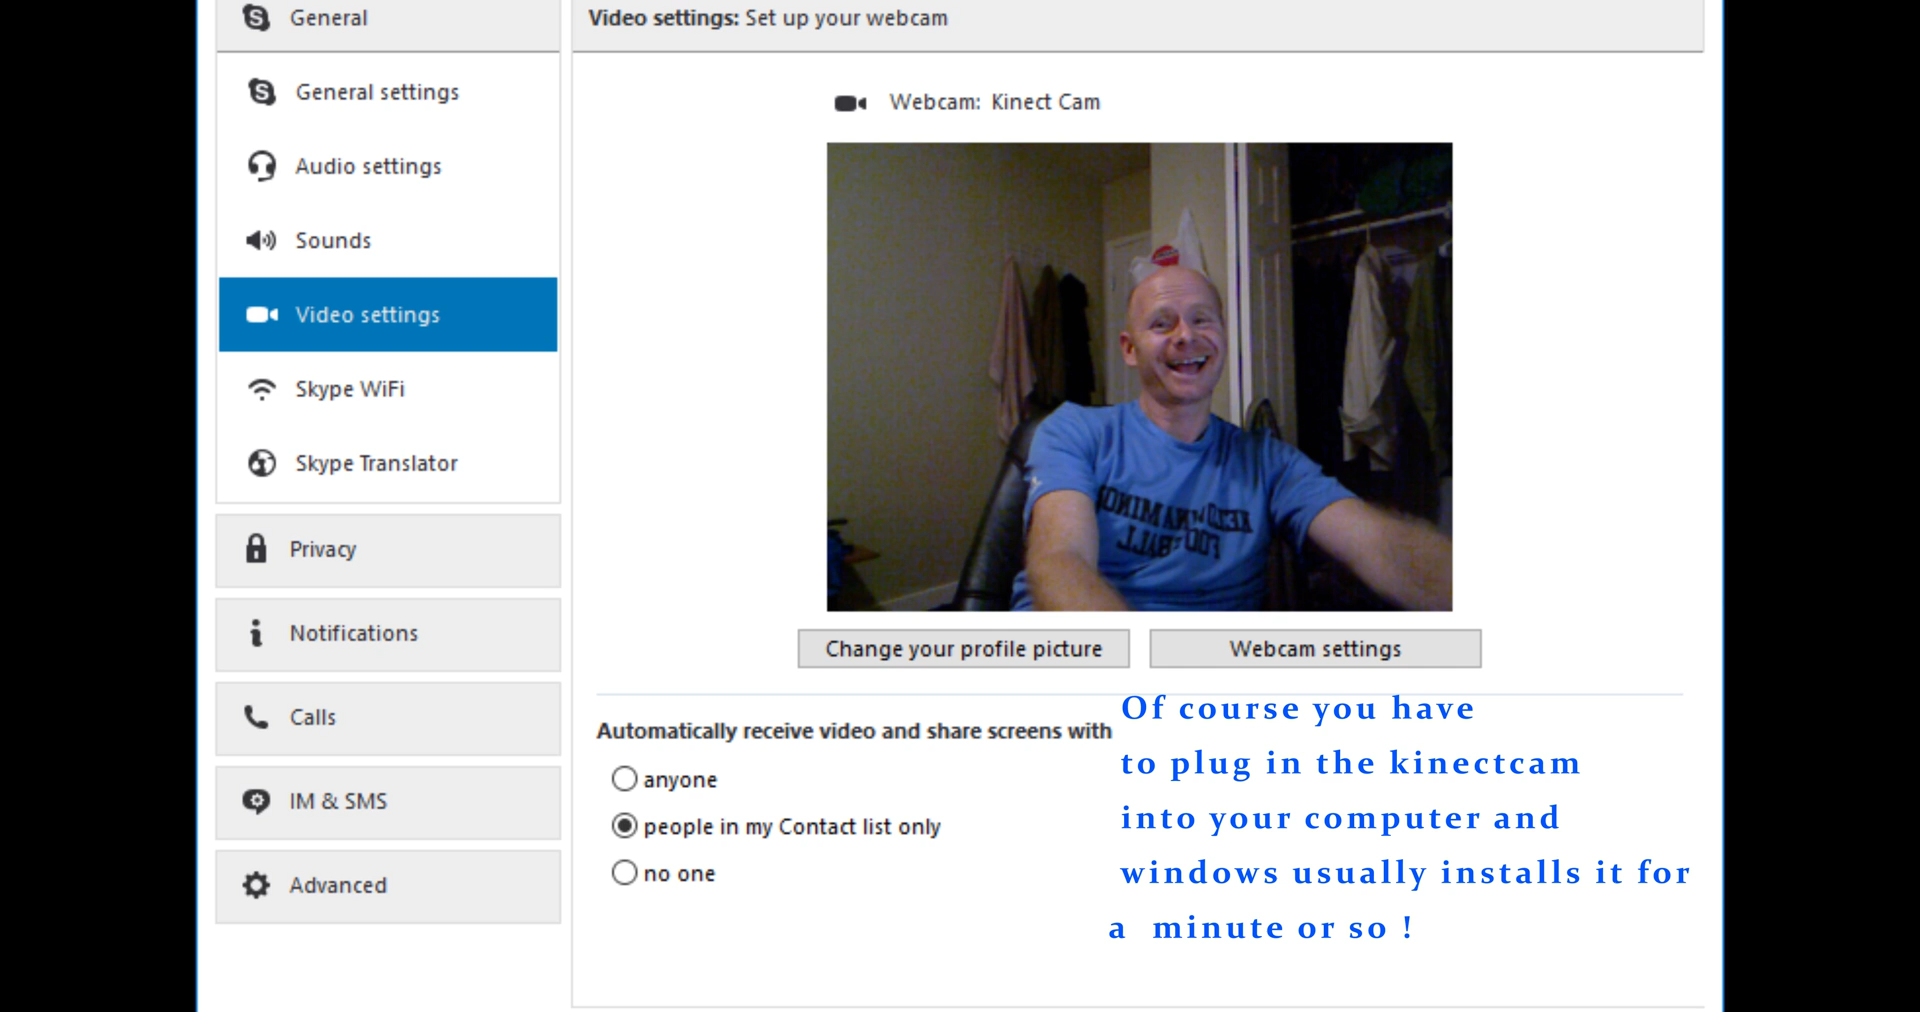 General
General settings
Audio settings
Sounds
Video settings
Skype WiFi
Skype Translator
Privacy
Notifications
Calls
IM & SMS
Advanced
Video settings: Set up your webcam
Webcam: Kinect Cam
FOOTBALL
Change your profile picture
Webcam settings
Automatically receive video and share screens with
anyone
people in my Contact list only
no one
Of course you have
to plug in the kinectcam
into your computer and
windows usually installs it for
a minute or so !